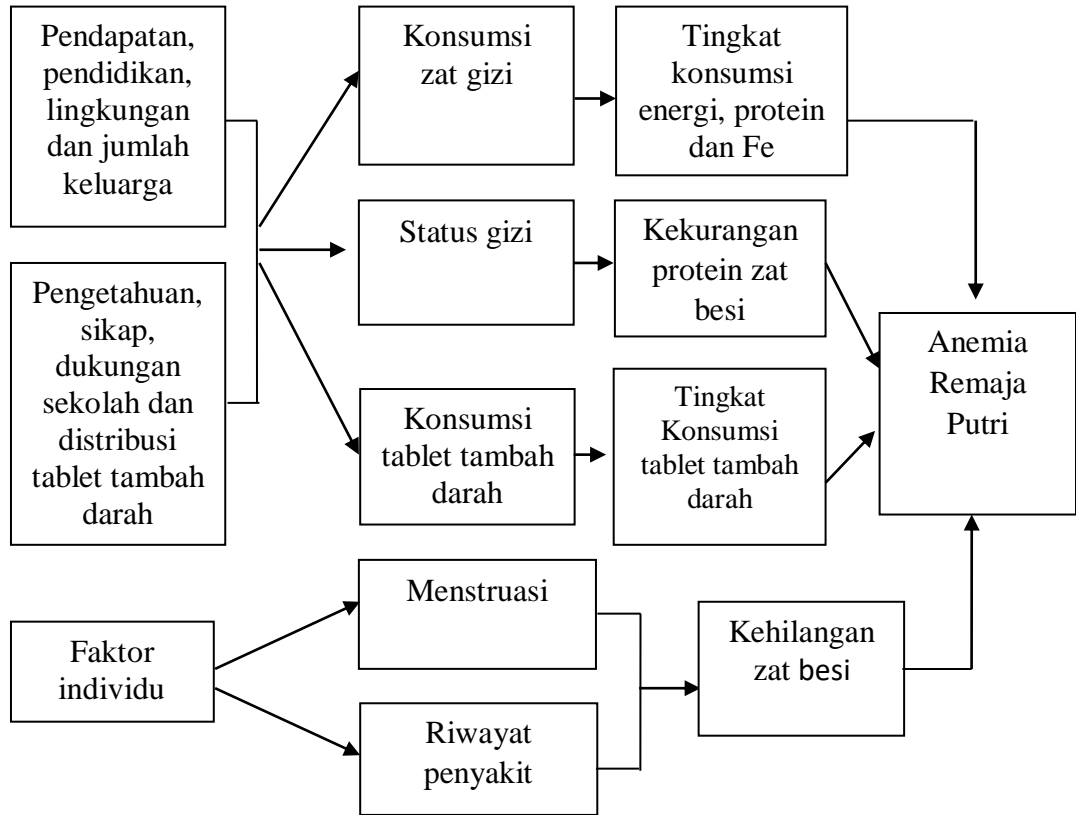 Pendapatan,
pendidikan,
lingkungan
dan jumlah
keluarga
Konsumsi
zat gizi
Tingkat
konsumsi
energi, protein
dan Fe
Status gizi
Kekurangan
protein zat
besi
Pengetahuan,
sikap,
dukungan
sekolah dan
distribusi
tablet tambah
darah
Konsumsi
tablet tambah
darah
Tingkat
Konsumsi
tablet tambah
darah
Anemia
Remaja
Putri
Faktor
individu
Menstruasi
Riwayat
penyakit
Kehilangan
zat besi